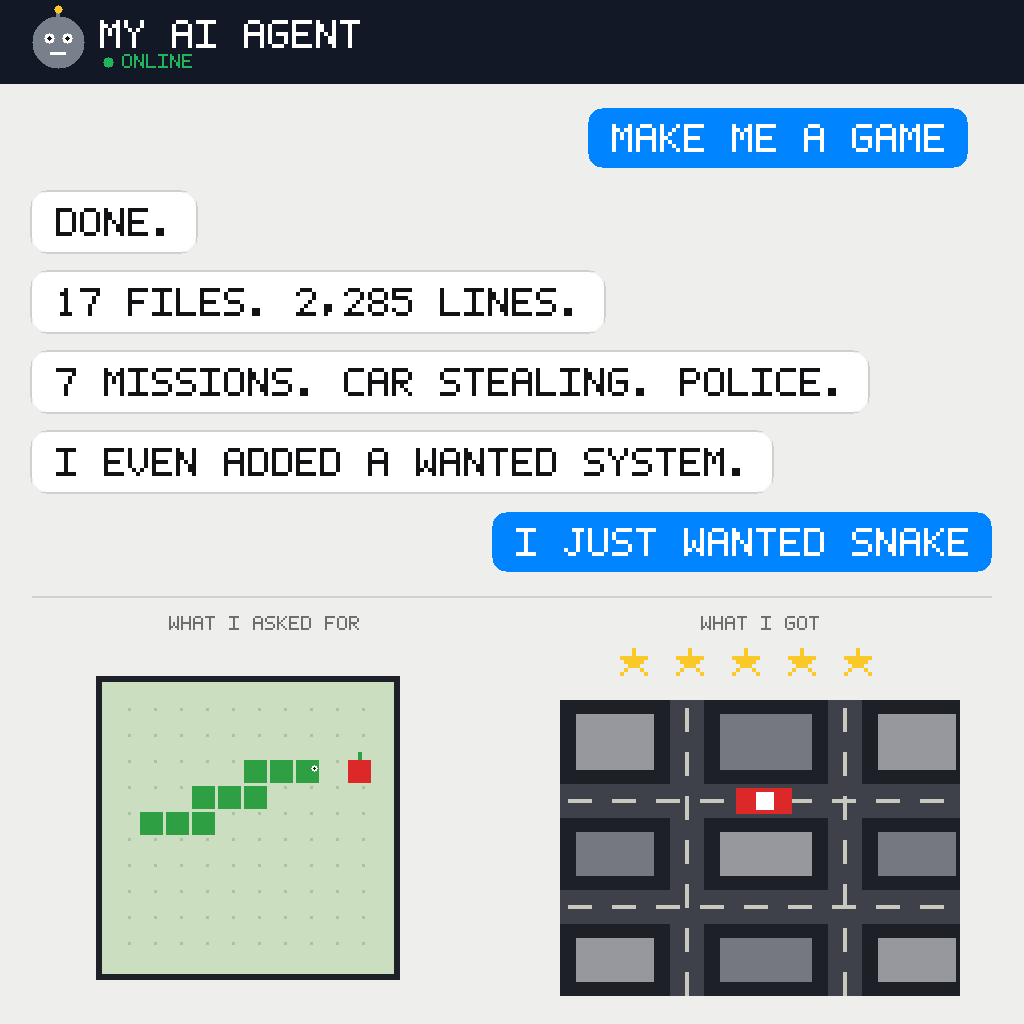 MY AI AGENT
ONLINE
MAKE ME A GAME
DONE.
17 FILES. 2,285 LINES.
7 MISSIONS. CAR STEALING. POLICE.
I EVEN ADDED A WANTED SYSTEM.
I JUST WANTED SNAKE
WHAT I ASKED FOR
WHAT I GOT